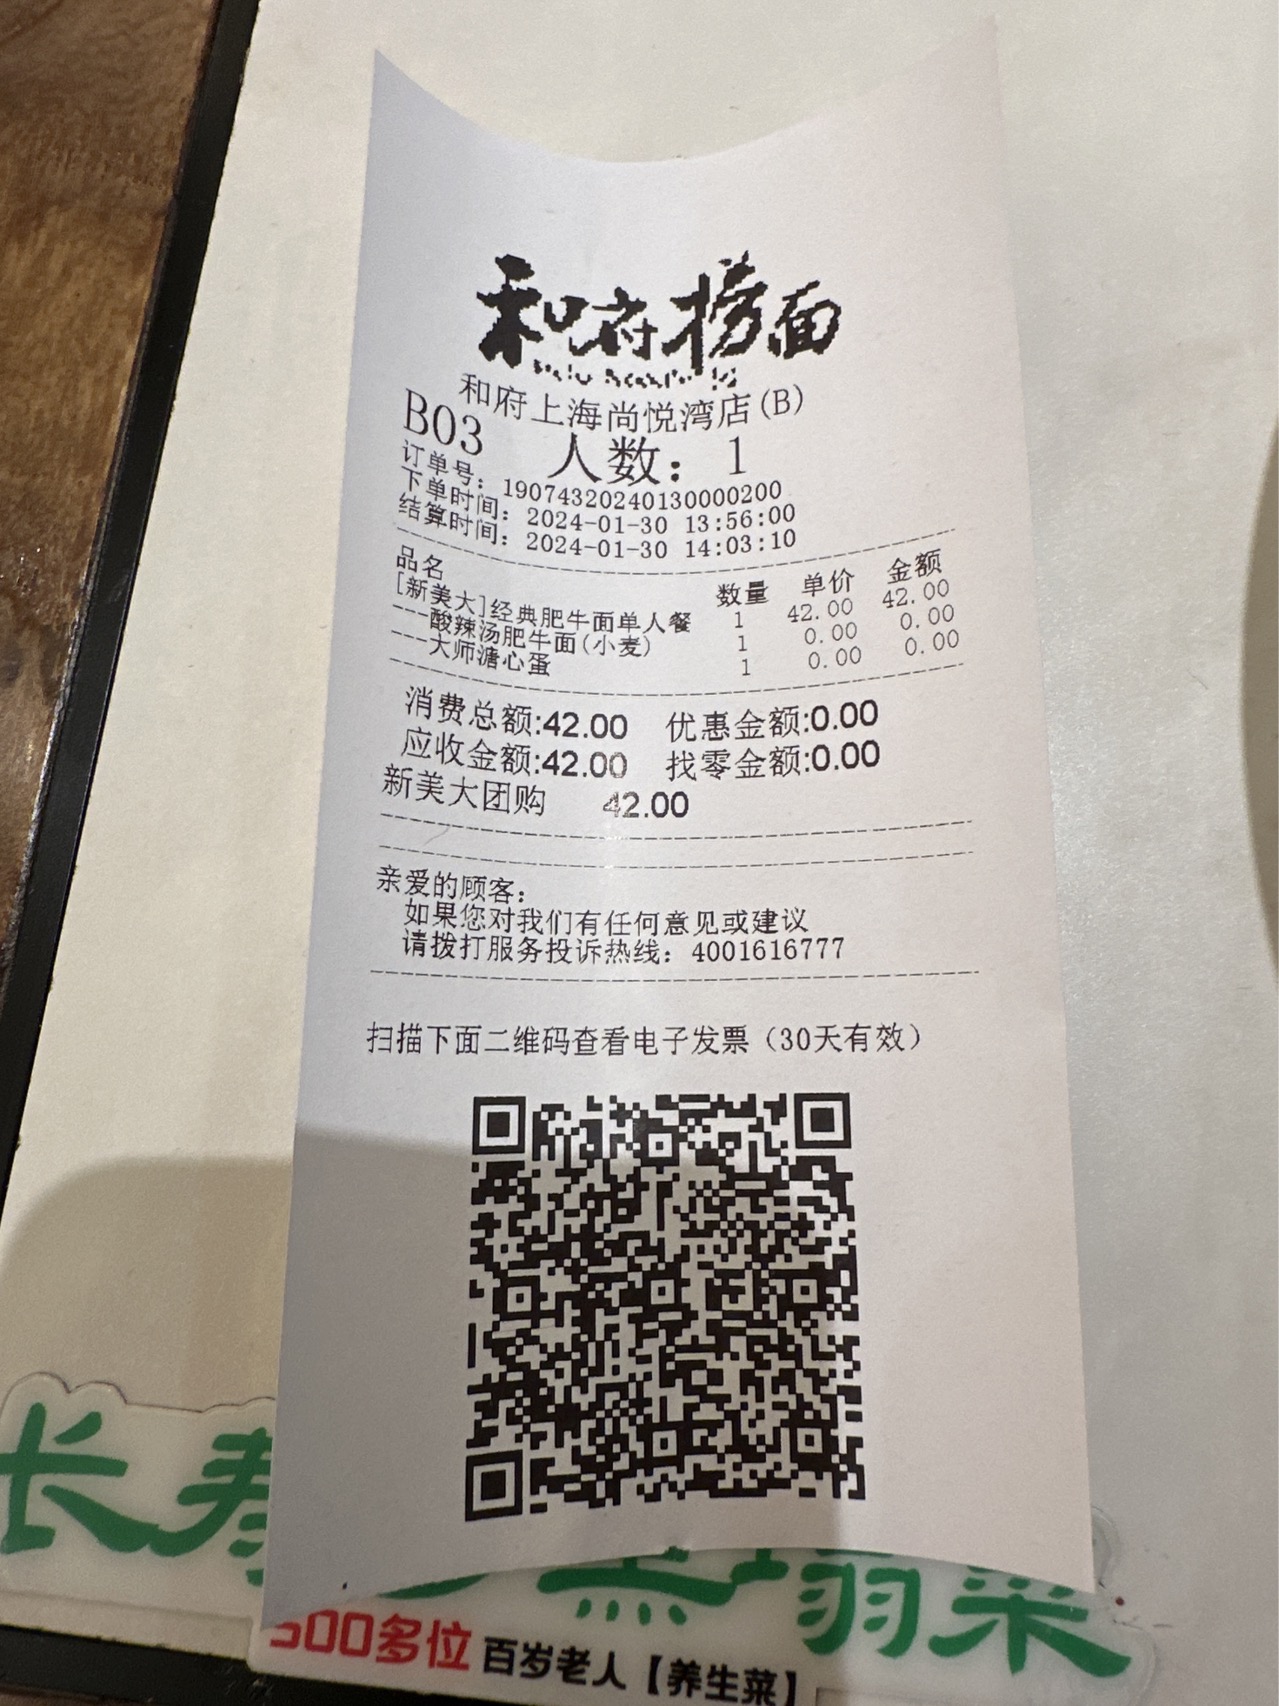 和府捞面
和府上海尚悦湾店(B)
B03 人数：1
订单号：19074320240130000200
下单时间：2024-01-30 13:56:00
结算时间：2024-01-30 14:03:10
品名 数量 单价 金额
[新美大]经典肥牛面单人餐 1 42.00 42.00
---酸辣汤肥牛面(小麦) 1 0.00 0.00
---大师溏心蛋 1 0.00 0.00
消费总额:42.00 优惠金额:0.00
应收金额:42.00 找零金额:0.00
新美大团购 42.00
亲爱的顾客：
如果您对我们有任何意见或建议
请拨打服务投诉热线：4001616777
扫描下面二维码查看电子发票（30天有效）
长寿 塌菜
500多位 百岁老人【养生菜】